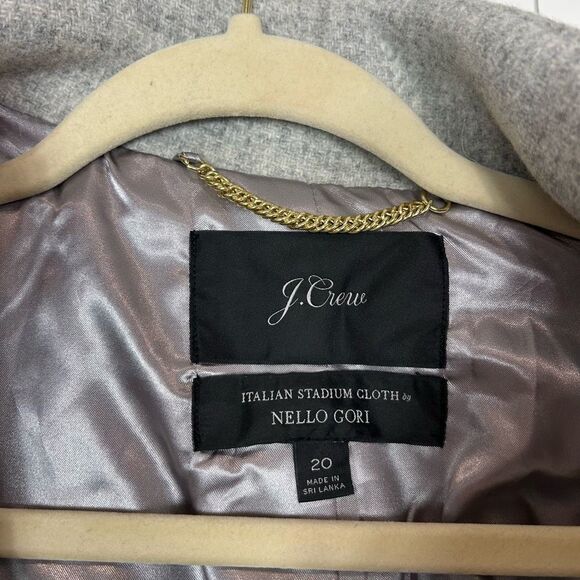 J.Crew
ITALIAN STADIUM CLOTH by
NELLO GORI
20
MADE IN
SRI LANKA